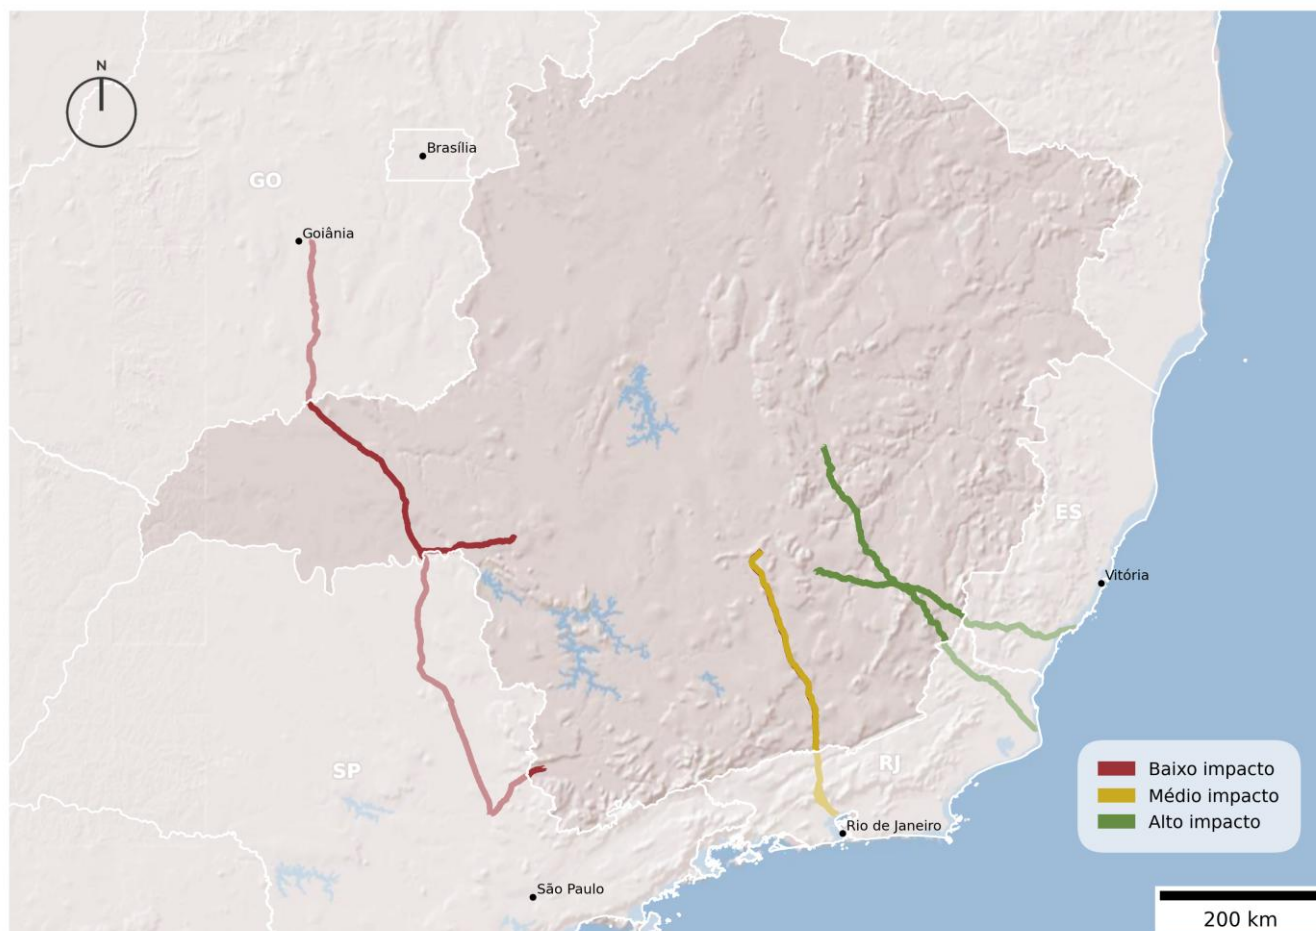 N
Brasília
GO
Goiânia
ES
Vitória
SP
RJ
Rio de Janeiro
São Paulo
Baixo impacto
Médio impacto
Alto impacto
200 km